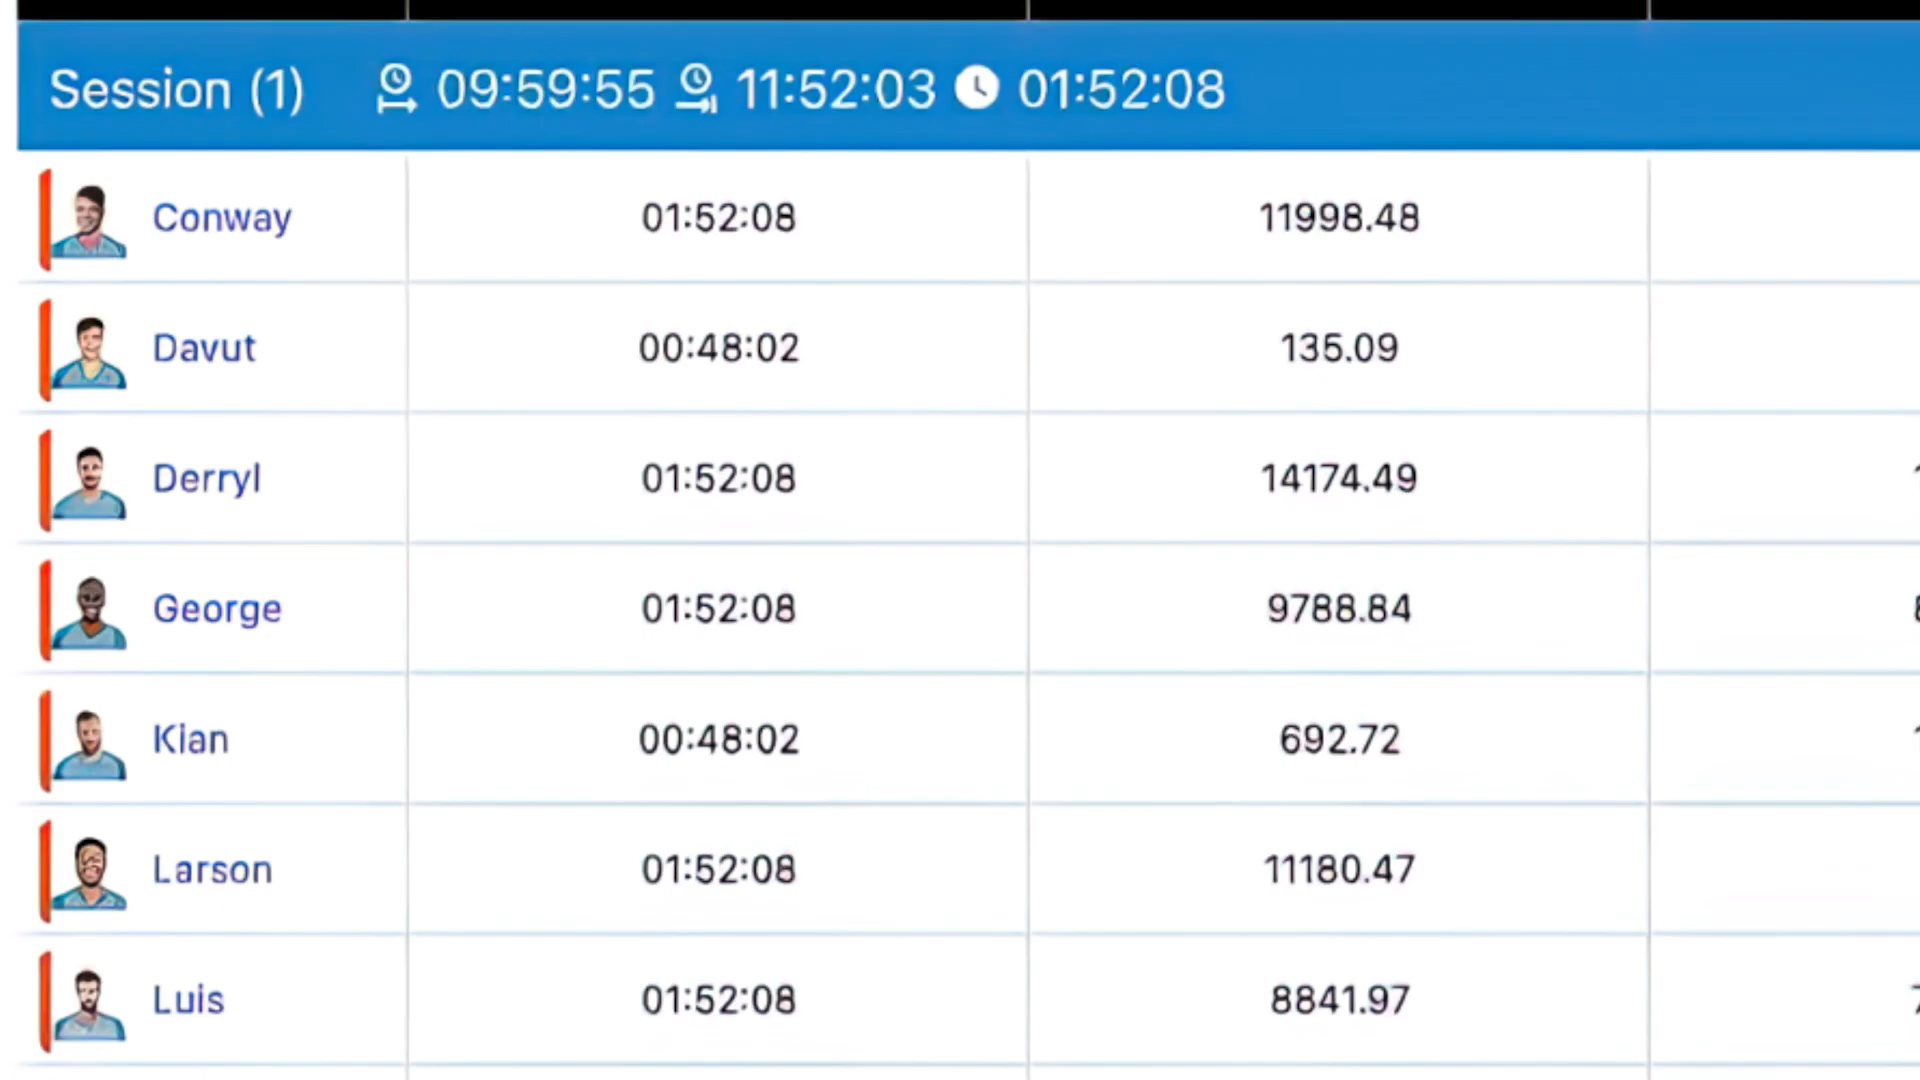 Session (1) 09:59:55 11:52:03 01:52:08
Conway 01:52:08 11998.48
Davut 00:48:02 135.09
Derryl 01:52:08 14174.49
George 01:52:08 9788.84
Kian 00:48:02 692.72
Larson 01:52:08 11180.47
Luis 01:52:08 8841.97